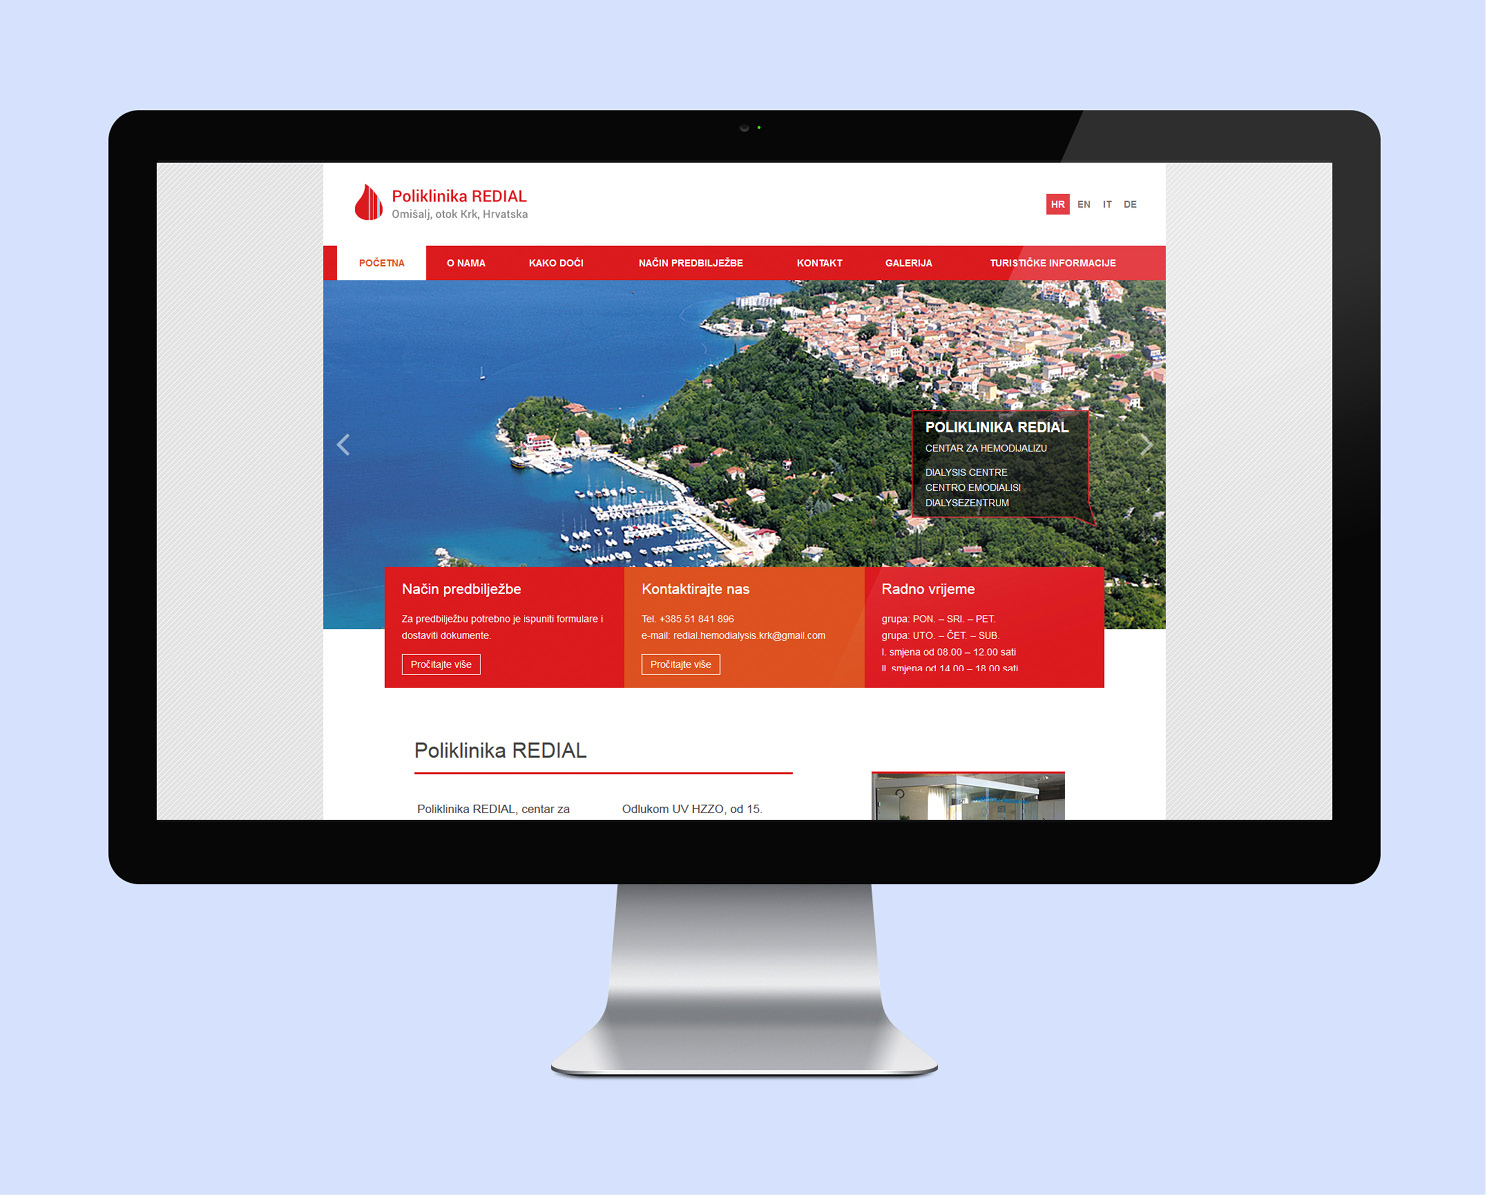 Poliklinika REDIAL
Omišalj, otok Krk, Hrvatska
HR EN IT DE
POČETNA O NAMA KAKO DOĆI NAČIN PREDBILJEŽBE KONTAKT GALERIJA TURISTIČKE INFORMACIJE
POLIKLINIKA REDIAL
CENTAR ZA HEMODIJALIZU
DIALYSIS CENTRE
CENTRO EMODIALISI
DIALYSEZENTRUM
Način predbilježbe
Za predbilježbu potrebno je ispuniti formulare i
dostaviti dokumente.
Pročitajte više
Kontaktirajte nas
Tel. +385 51 841 896
e-mail: redial.hemodialysis.krk@gmail.com
Pročitajte više
Radno vrijeme
grupa: PON. – SRI. – PET.
grupa: UTO. – ČET. – SUB.
I. smjena od 08.00 – 12.00 sati
II. smjena od 14.00 – 18.00 sati
Poliklinika REDIAL
Poliklinika REDIAL, centar za
Odlukom UV HZZO, od 15.